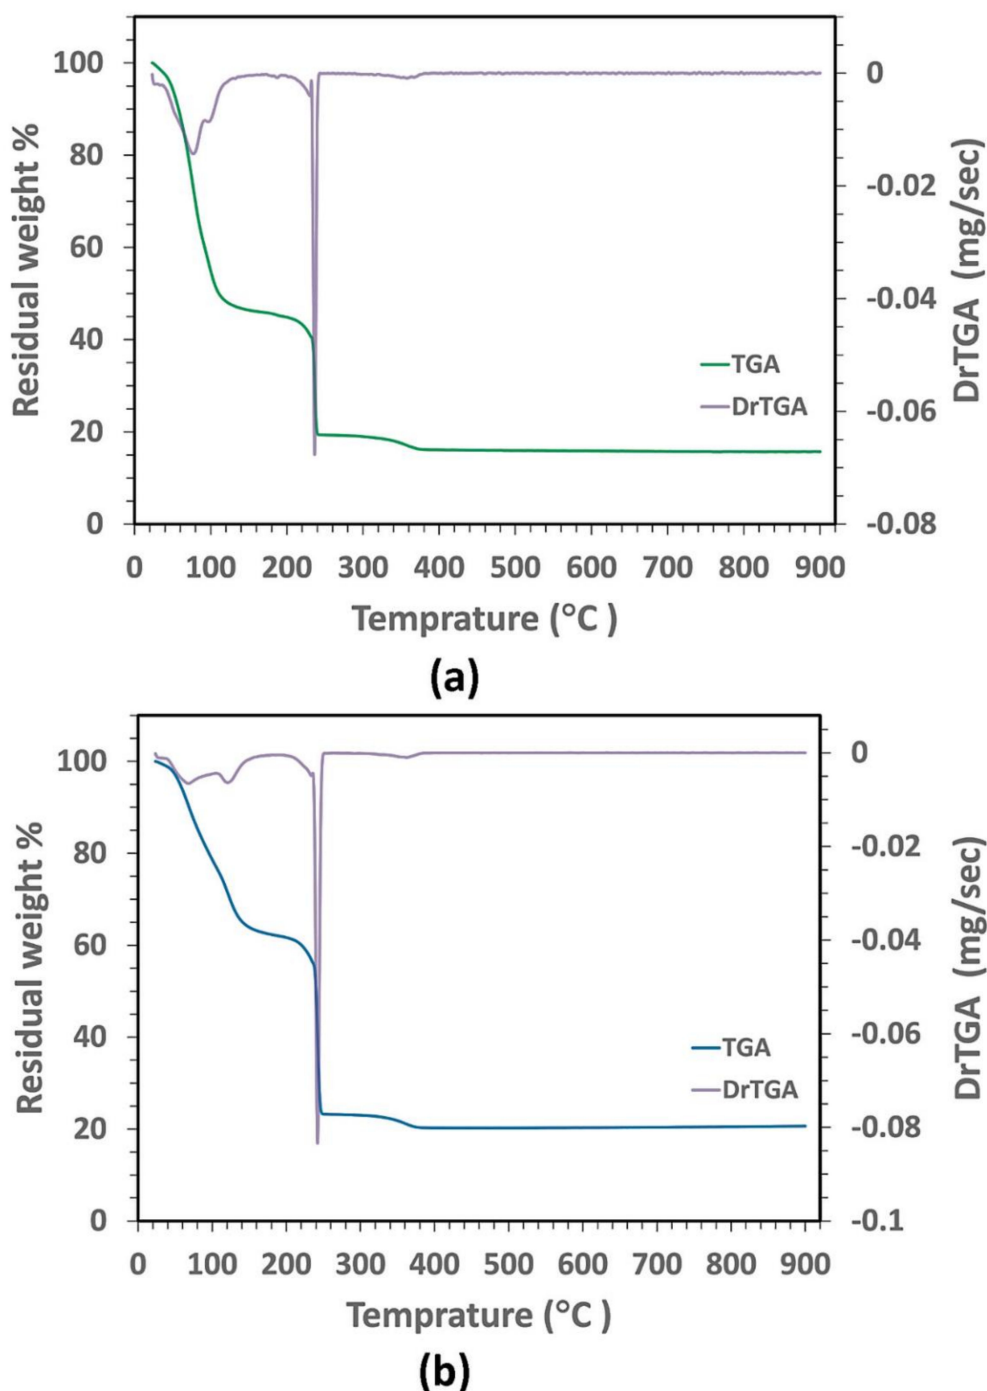 100
80
60
40
20
0
Residual weight %
0
-0.02
-0.04
-0.06
-0.08
DrTGA (mg/sec)
TGA
DrTGA
0 100 200 300 400 500 600 700 800 900
Temprature (°C )
(a)
100
80
60
40
20
0
Residual weight %
0
-0.02
-0.04
-0.06
-0.08
-0.1
DrTGA (mg/sec)
TGA
DrTGA
0 100 200 300 400 500 600 700 800 900
Temprature (°C )
(b)